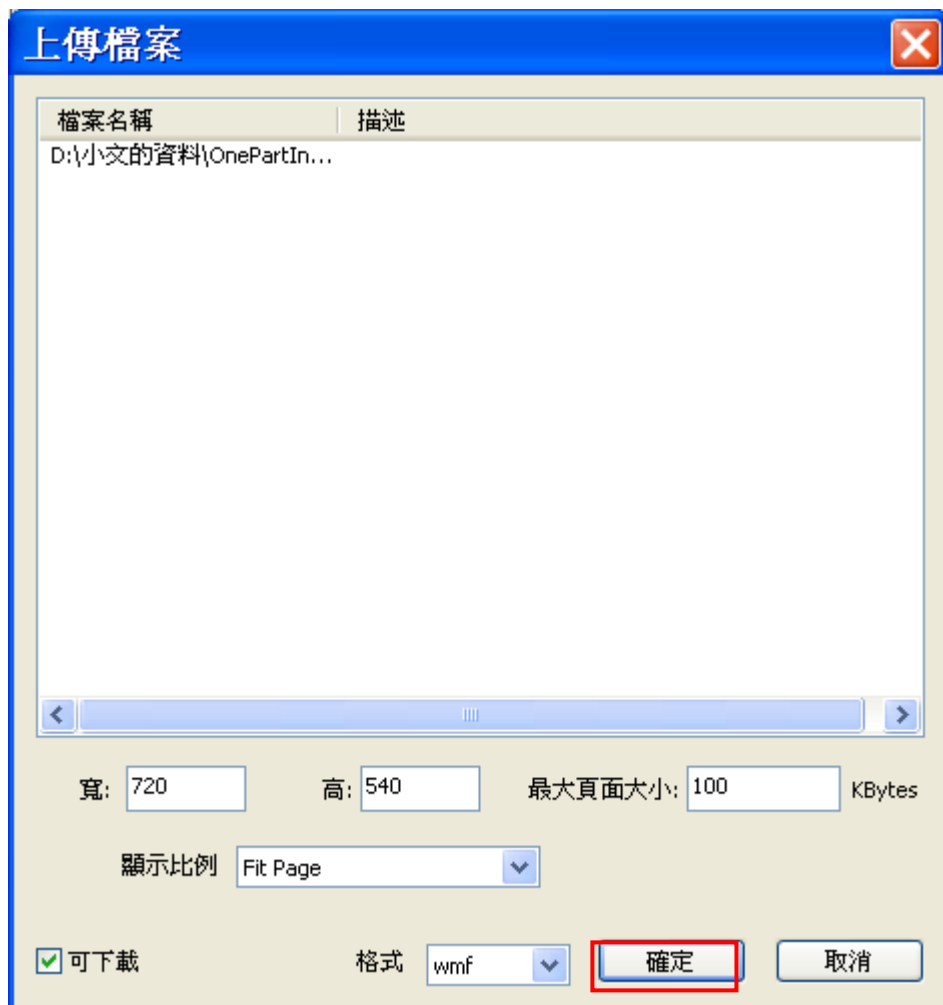 上傳檔案
檔案名稱 描述
D:\小文的資料\OnePartIn...
寬: 720 高: 540 最大頁面大小: 100 KBytes
顯示比例 Fit Page
可下載 格式 wmf 確定 取消